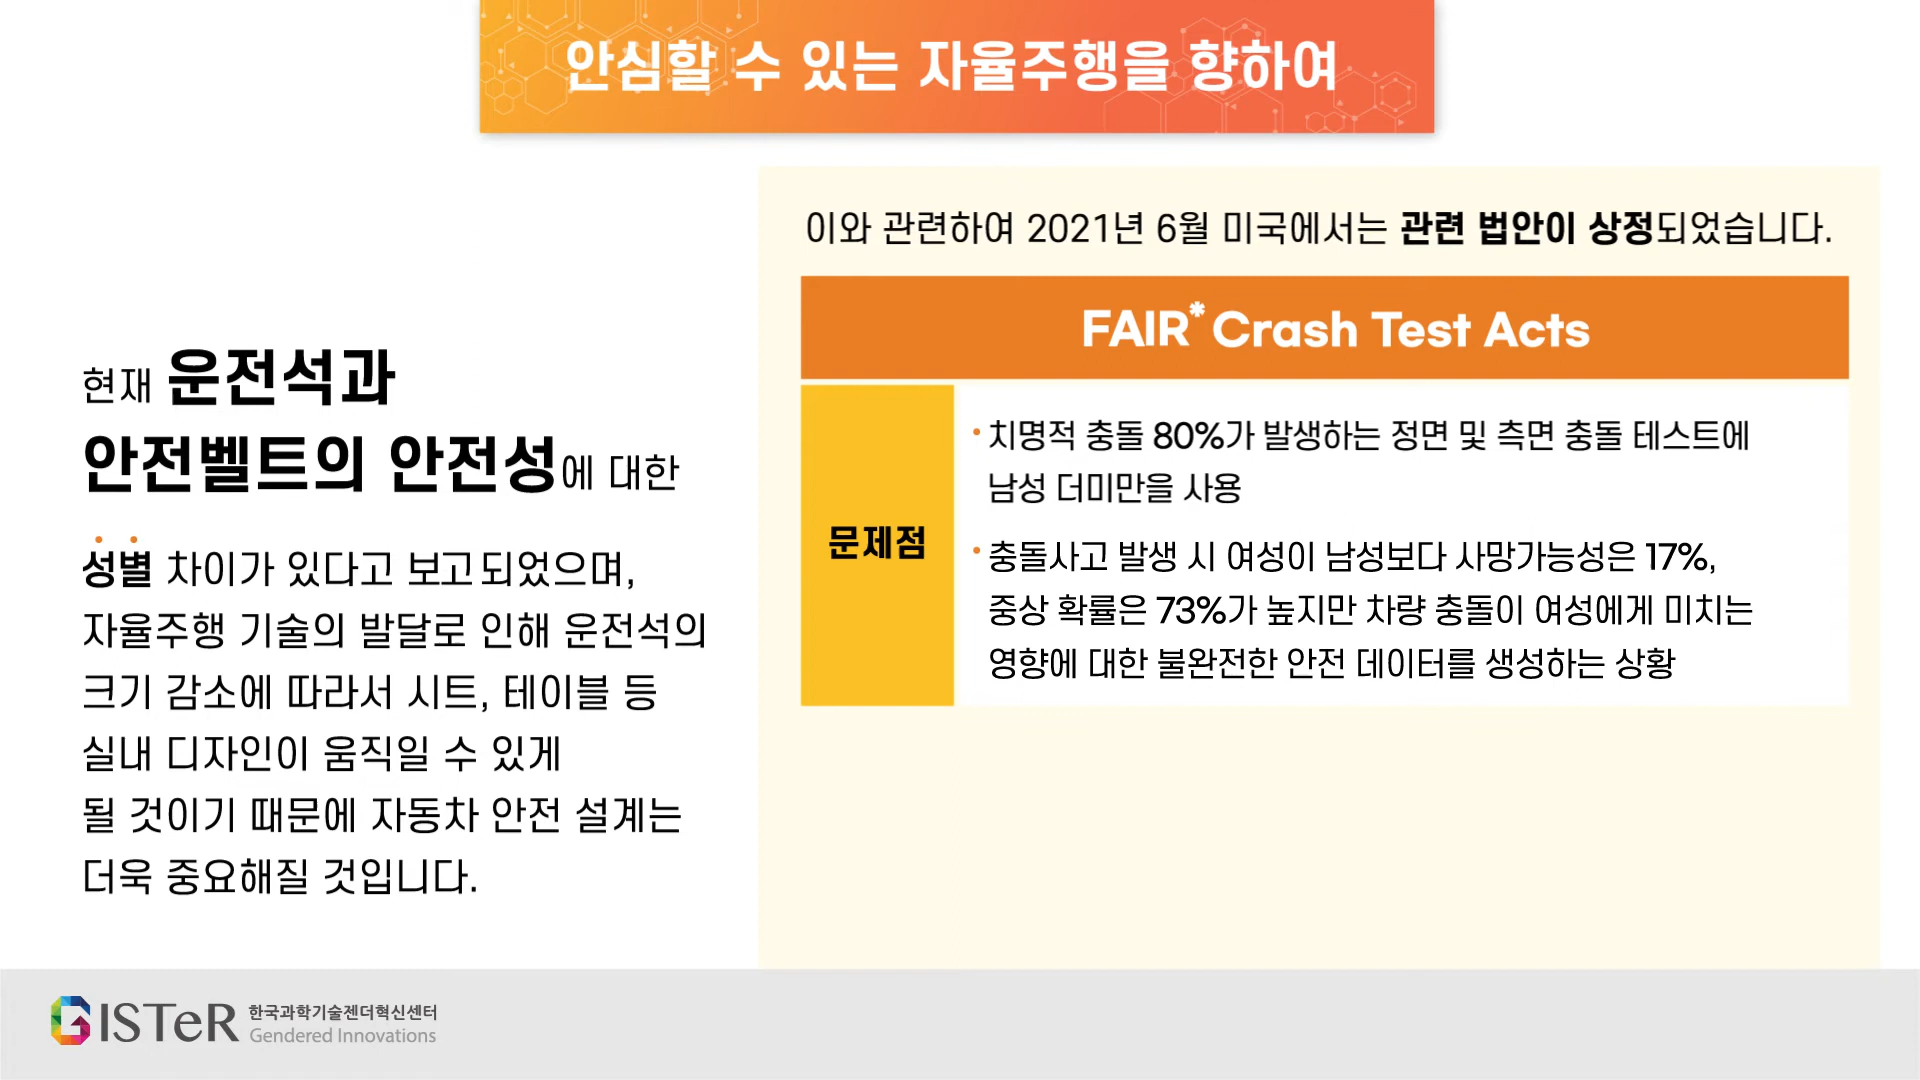 안심할 수 있는 자율주행을 향하여
현재 운전석과
안전벨트의 안전성에 대한
성별 차이가 있다고 보고되었으며,
자율주행 기술의 발달로 인해 운전석의
크기 감소에 따라서 시트, 테이블 등
실내 디자인이 움직일 수 있게
될 것이기 때문에 자동차 안전 설계는
더욱 중요해질 것입니다.
이와 관련하여 2021년 6월 미국에서는 관련 법안이 상정되었습니다.
FAIR* Crash Test Acts
문제점
• 치명적 충돌 80%가 발생하는 정면 및 측면 충돌 테스트에
남성 더미만을 사용
• 충돌사고 발생 시 여성이 남성보다 사망가능성은 17%,
중상 확률은 73%가 높지만 차량 충돌이 여성에게 미치는
영향에 대한 불완전한 안전 데이터를 생성하는 상황
GISTeR 한국과학기술젠더혁신센터
Gendered Innovations